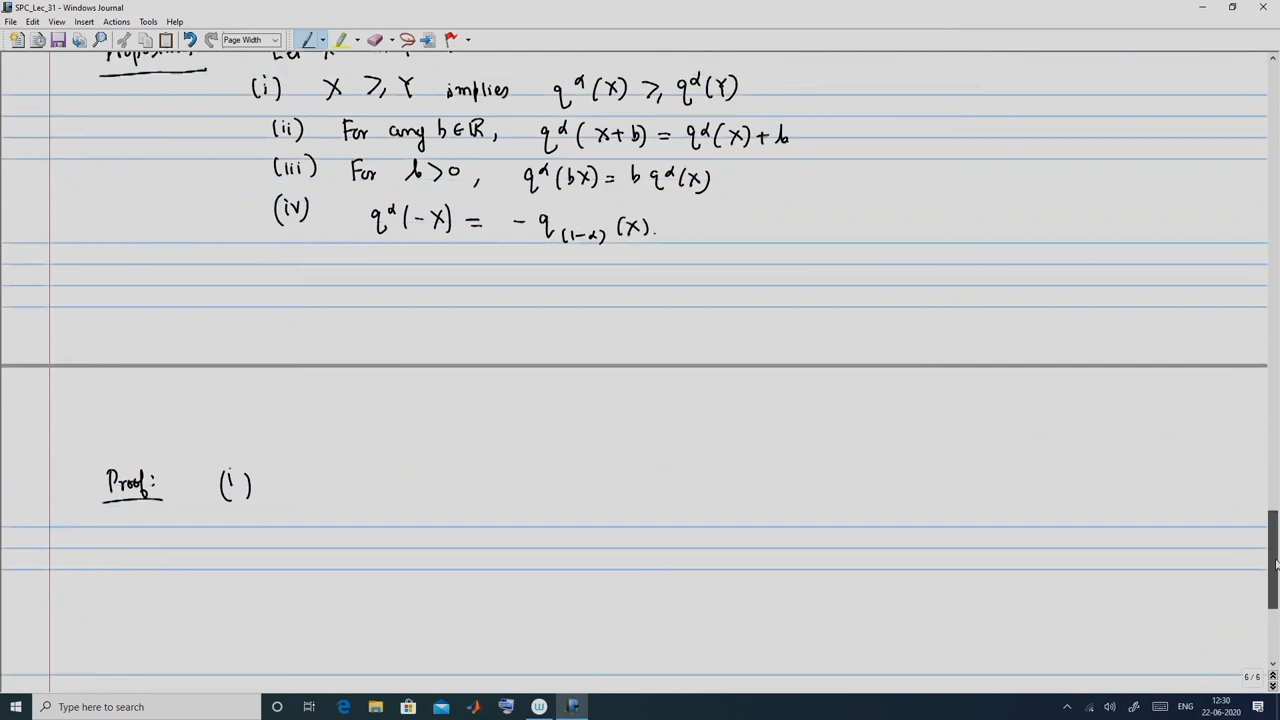 SPC_Lec_31 - Windows Journal
File Edit View Insert Actions Tools Help
Page Width
(i) X ≥ Y implies q^α(X) ≥ q^α(Y)
(ii) For any b ∈ ℝ, q^α(X+b) = q^α(X) + b
(iii) For b > 0, q^α(bX) = b q^α(X)
(iv) q^α(-X) = - q_(1-α) (X).
Proof: (i)
6 / 6
Type here to search
ENG
12:30
22-06-2020